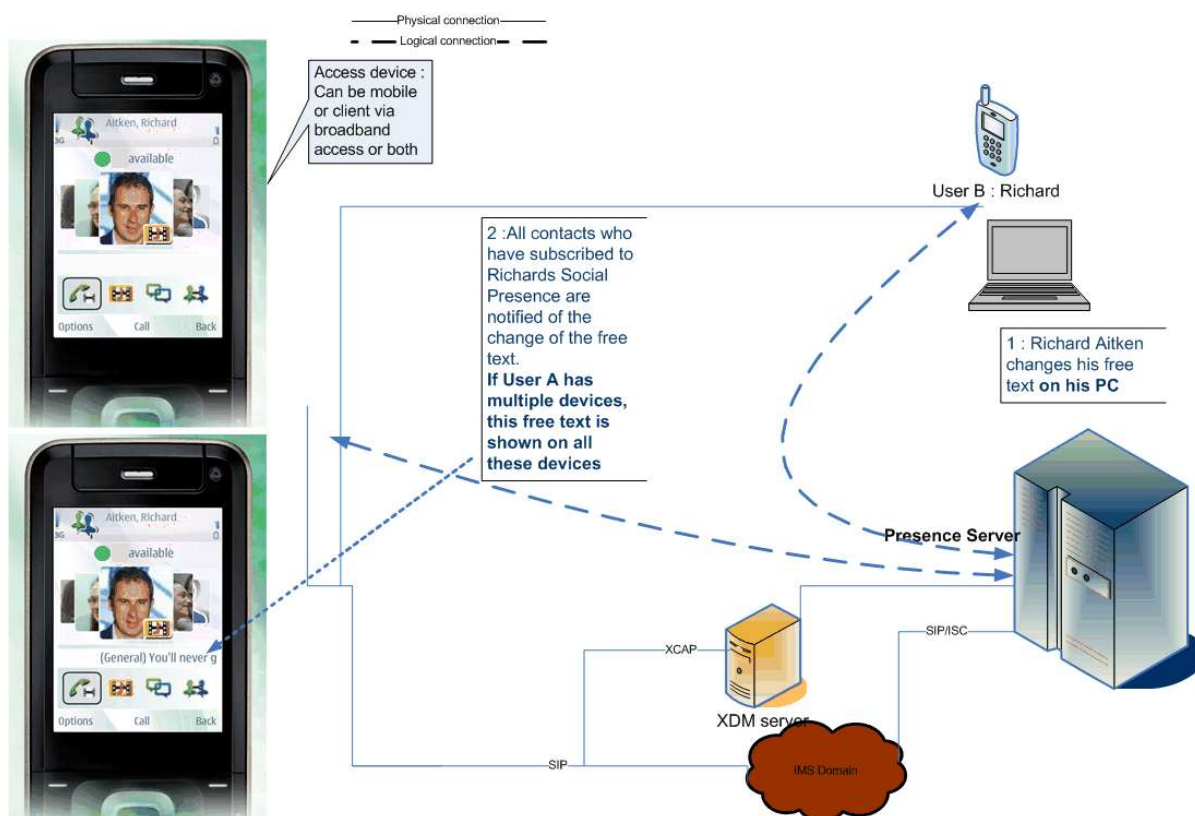 Physical connection
Logical connection
Access device :
Can be mobile
or client via
broadband
access or both
Aitken, Richard
3G
available
Options Call Back
User B : Richard
2 :All contacts who
have subscribed to
Richards Social
Presence are
notified of the
change of the free
text.
If User A has
multiple devices,
this free text is
shown on all
these devices
1 : Richard Aitken
changes his free
text on his PC
Aitken, Richard
3G
available
(General) You'll never g
Options Call Back
Presence Server
SIP/ISC
XCAP
XDM server
SIP
IMS Domain